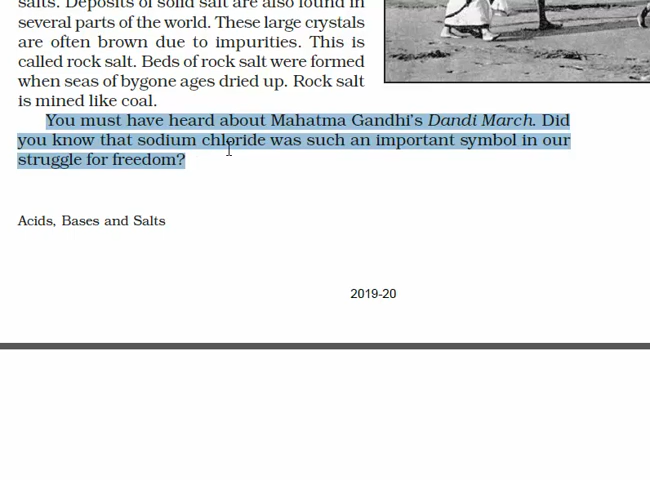 salts. Deposits of solid salt are also found in
several parts of the world. These large crystals
are often brown due to impurities. This is
called rock salt. Beds of rock salt were formed
when seas of bygone ages dried up. Rock salt
is mined like coal.
You must have heard about Mahatma Gandhi's Dandi March. Did
you know that sodium chloride was such an important symbol in our
struggle for freedom?
Acids, Bases and Salts
2019-20